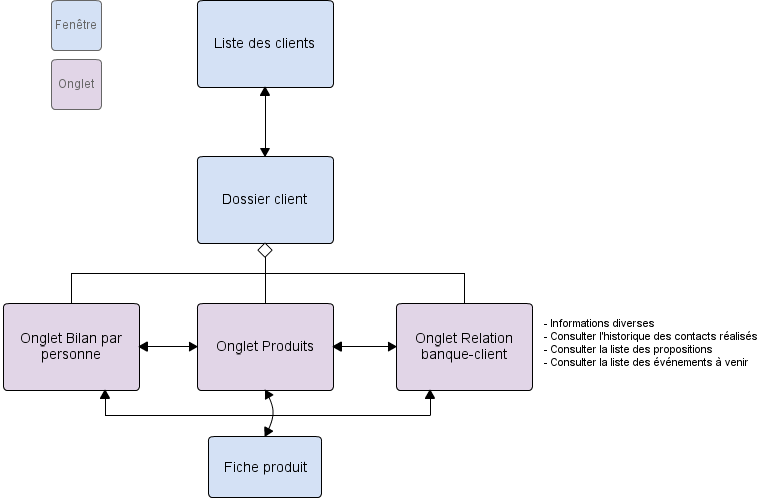 Fenêtre
Onglet
Liste des clients
Dossier client
Onglet Bilan par
personne
Onglet Produits
Onglet Relation
banque-client
- Informations diverses
- Consulter l'historique des contacts réalisés
- Consulter la liste des propositions
- Consulter la liste des événements à venir
Fiche produit